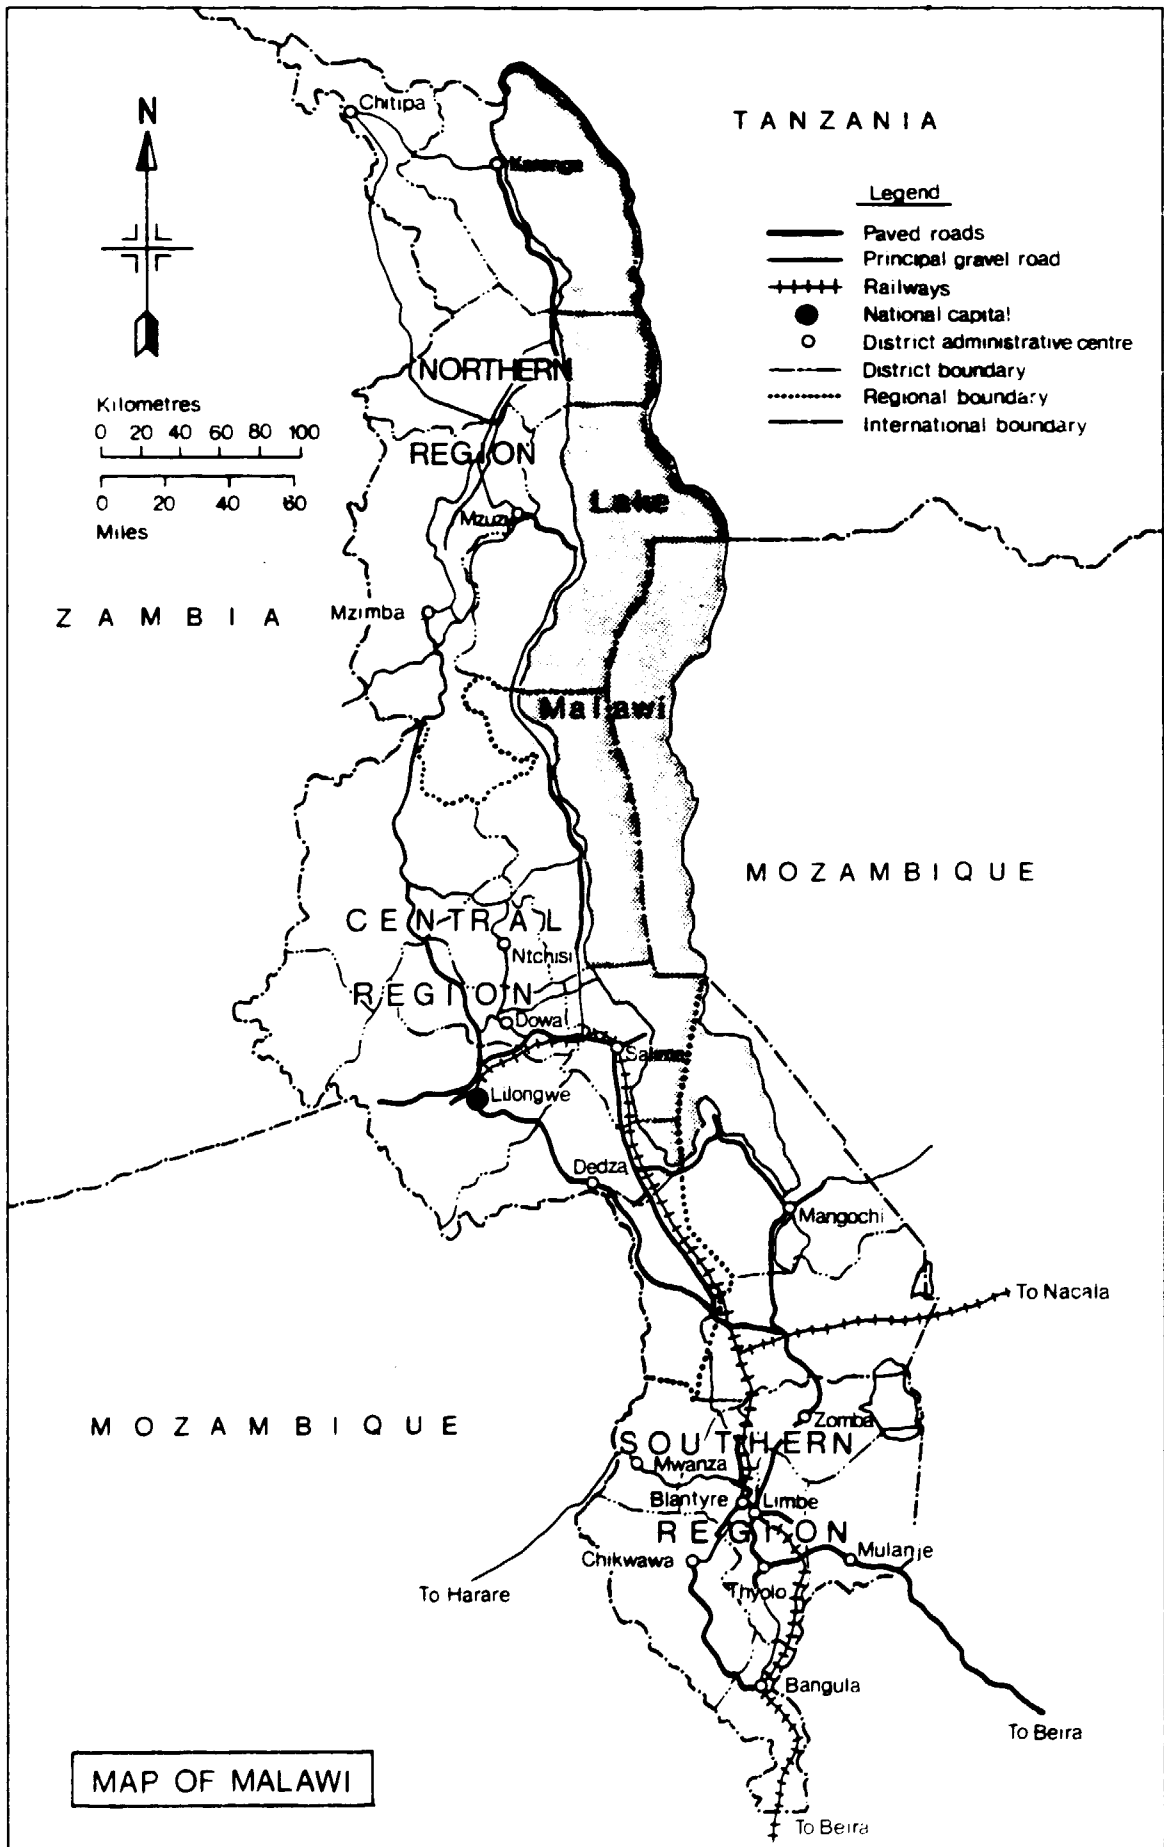 Chitipa
N
TANZANIA
Karonga
Legend
Paved roads
Principal gravel road
Railways
National capital
District administrative centre
District boundary
Regional boundary
International boundary
NORTHERN
REGION
Kilometres
0 20 40 60 80 100
0 20 40 60
Miles
Lake
Mzuzu
ZAMBIA
Mzimba
Malawi
MOZAMBIQUE
CENTRAL
Ntchisi
REGION
Dowa
Salima
Lilongwe
Dedza
Mangochi
To Nacala
MOZAMBIQUE
Zomba
SOUTHERN
Mwanza
Blantyre
Limbe
REGION
Mulanje
Chikwawa
Thyolo
To Harare
Bangula
To Beira
MAP OF MALAWI
To Beira